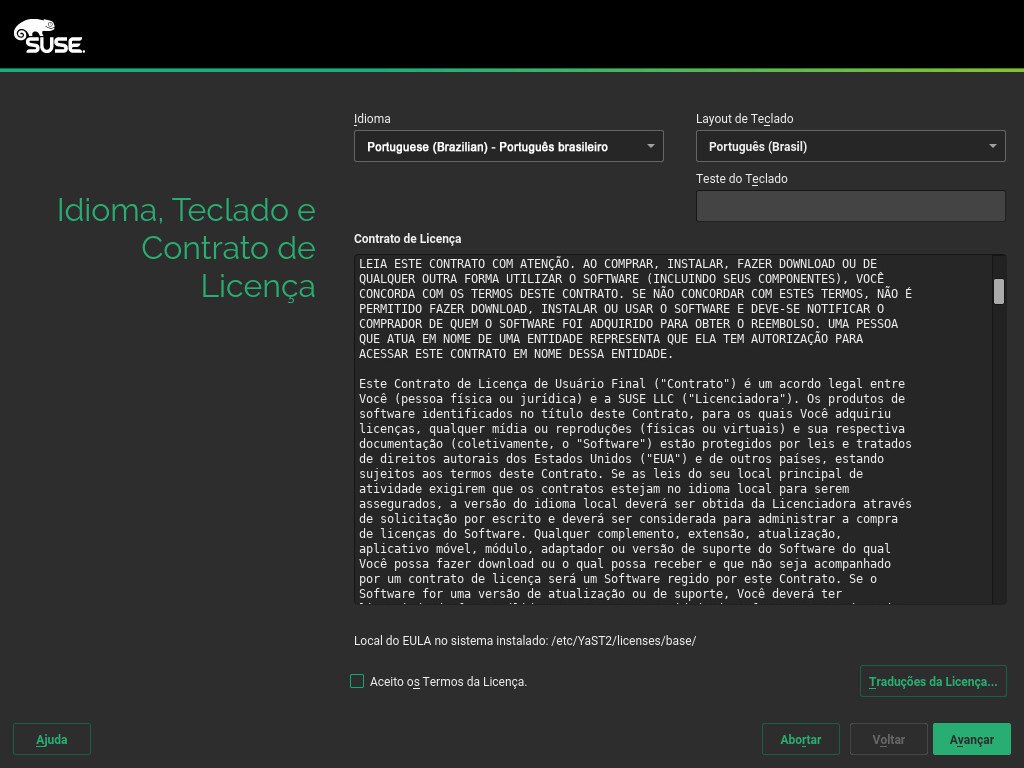 SUSE.
Idioma
Layout de Teclado
Portuguese (Brazilian) - Português brasileiro
Português (Brasil)
Teste do Teclado
Idioma, Teclado e
Contrato de
Licença
Contrato de Licença
LEIA ESTE CONTRATO COM ATENÇÃO. AO COMPRAR, INSTALAR, FAZER DOWNLOAD OU DE
QUALQUER OUTRA FORMA UTILIZAR O SOFTWARE (INCLUINDO SEUS COMPONENTES), VOCÊ
CONCORDA COM OS TERMOS DESTE CONTRATO. SE NÃO CONCORDAR COM ESTES TERMOS, NÃO É
PERMITIDO FAZER DOWNLOAD, INSTALAR OU USAR O SOFTWARE E DEVE-SE NOTIFICAR O
COMPRADOR DE QUEM O SOFTWARE FOI ADQUIRIDO PARA OBTER O REEMBOLSO. UMA PESSOA
QUE ATUA EM NOME DE UMA ENTIDADE REPRESENTA QUE ELA TEM AUTORIZAÇÃO PARA
ACESSAR ESTE CONTRATO EM NOME DESSA ENTIDADE.
Este Contrato de Licença de Usuário Final ("Contrato") é um acordo legal entre
Você (pessoa física ou jurídica) e a SUSE LLC ("Licenciadora"). Os produtos de
software identificados no título deste Contrato, para os quais Você adquiriu
licenças, qualquer mídia ou reproduções (físicas ou virtuais) e sua respectiva
documentação (coletivamente, o "Software") estão protegidos por leis e tratados
de direitos autorais dos Estados Unidos ("EUA") e de outros países, estando
sujeitos aos termos deste Contrato. Se as leis do seu local principal de
atividade exigirem que os contratos estejam no idioma local para serem
assegurados, a versão do idioma local deverá ser obtida da Licenciadora através
de solicitação por escrito e deverá ser considerada para administrar a compra
de licenças do Software. Qualquer complemento, extensão, atualização,
aplicativo móvel, módulo, adaptador ou versão de suporte do Software do qual
Você possa fazer download ou o qual possa receber e que não seja acompanhado
por um contrato de licença será um Software regido por este Contrato. Se o
Software for uma versão de atualização ou de suporte, Você deverá ter
Local do EULA no sistema instalado: /etc/YaST2/licenses/base/
Aceito os Termos da Licença.
Traduções da Licença...
Ajuda
Abortar
Voltar
Avançar